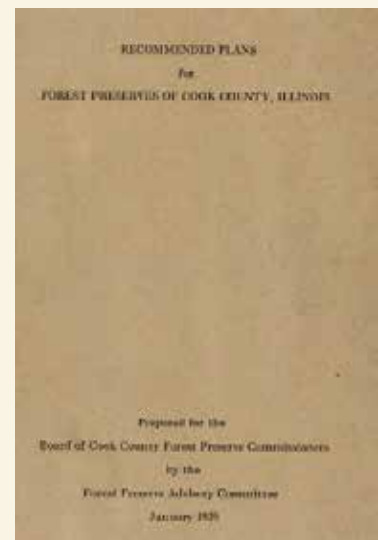 RECOMMENDED PLANS
for
FOREST PRESERVES OF COOK COUNTY, ILLINOIS
Prepared for the
Board of Cook County Forest Preserve Commissioners
by the
Forest Preserve Advisory Committee
January